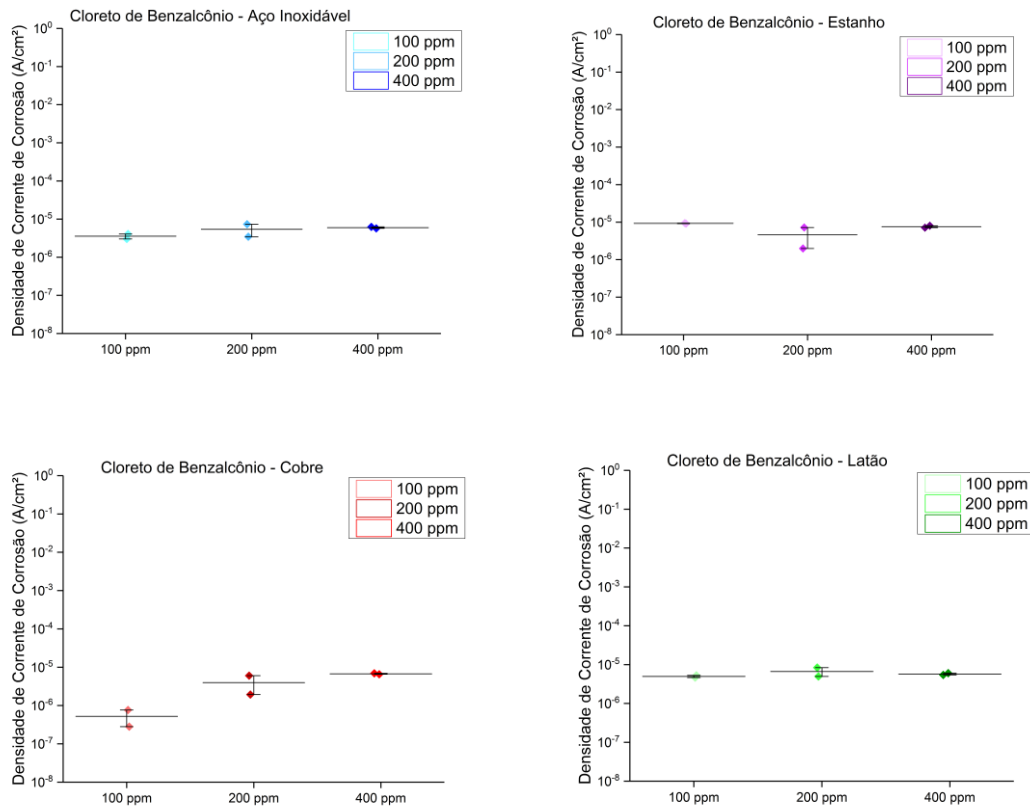 Cloreto de Benzalcônio - Aço Inoxidável
Densidade de Corrente de Corrosão (A/cm²)
10⁰
10⁻¹
10⁻²
10⁻³
10⁻⁴
10⁻⁵
10⁻⁶
10⁻⁷
10⁻⁸
100 ppm
200 ppm
400 ppm
100 ppm
200 ppm
400 ppm
Cloreto de Benzalcônio - Estanho
Densidade de Corrente de Corrosão (A/cm²)
10⁰
10⁻¹
10⁻²
10⁻³
10⁻⁴
10⁻⁵
10⁻⁶
10⁻⁷
10⁻⁸
100 ppm
200 ppm
400 ppm
100 ppm
200 ppm
400 ppm
Cloreto de Benzalcônio - Cobre
Densidade de Corrente de Corrosão (A/cm²)
10⁰
10⁻¹
10⁻²
10⁻³
10⁻⁴
10⁻⁵
10⁻⁶
10⁻⁷
10⁻⁸
100 ppm
200 ppm
400 ppm
100 ppm
200 ppm
400 ppm
Cloreto de Benzalcônio - Latão
Densidade de Corrente de Corrosão (A/cm²)
10⁰
10⁻¹
10⁻²
10⁻³
10⁻⁴
10⁻⁵
10⁻⁶
10⁻⁷
10⁻⁸
100 ppm
200 ppm
400 ppm
100 ppm
200 ppm
400 ppm